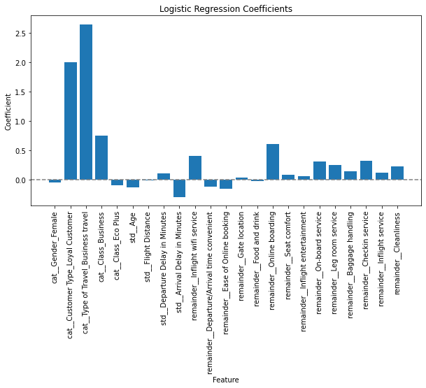 Logistic Regression Coefficients
Coefficient
2.5
2.0
1.5
1.0
0.5
0.0
cat__Gender_Female
cat__Customer Type_Loyal Customer
cat__Type of Travel_Business travel
cat__Class_Business
cat__Class_Eco Plus
std__Age
std__Flight Distance
std__Departure Delay in Minutes
std__Arrival Delay in Minutes
remainder__Inflight wifi service
remainder__Departure/Arrival time convenient
remainder__Ease of Online booking
remainder__Gate location
remainder__Food and drink
remainder__Online boarding
remainder__Seat comfort
remainder__Inflight entertainment
remainder__On-board service
remainder__Leg room service
remainder__Baggage handling
remainder__Checkin service
remainder__Inflight service
remainder__Cleanliness
Feature